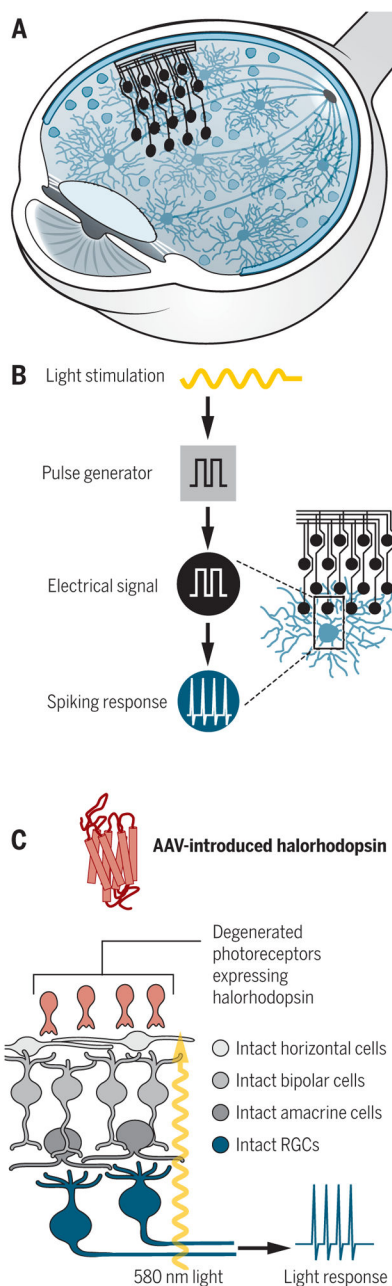 A
B
Light stimulation
Pulse generator
Electrical signal
Spiking response
C
AAV-introduced halorhodopsin
Degenerated
photoreceptors
expressing
halorhodopsin
Intact horizontal cells
Intact bipolar cells
Intact amacrine cells
Intact RGCs
580 nm light
Light response